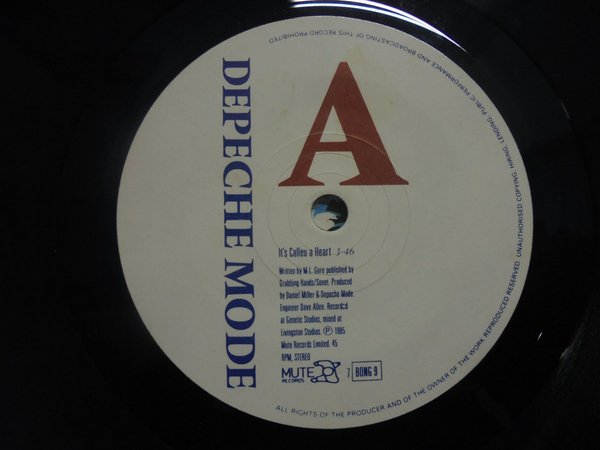 DEPECHE MODE
A
It's Called a Heart 3·46
Written by M.L. Gore published by
Grabbing Hands/Sonet. Produced
by Daniel Miller & Depeche Mode.
Engineer Dave Allen. Recorded
at Genetic Studios, mixed at
Livingston Studios. Ⓟ 1985
Mute Records Limited. 45
RPM, STEREO
MUTE
RECORDS
7 BONG 9
ALL RIGHTS OF THE PRODUCER AND OF THE OWNER OF THE WORK REPRODUCED RESERVED. UNAUTHORISED COPYING, HIRING, LENDING, PUBLIC PERFORMANCE AND BROADCASTING OF THIS RECORD PROHIBITED